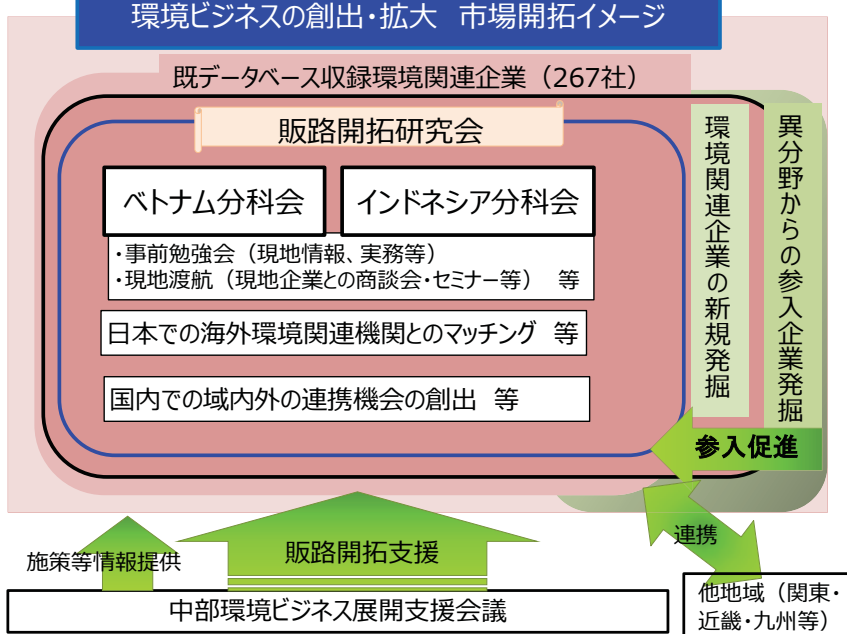 環境ビジネスの創出・拡大 市場開拓イメージ
既データベース収録環境関連企業（267社）
販路開拓研究会
ベトナム分科会
インドネシア分科会
・事前勉強会（現地情報、実務等）
・現地渡航（現地企業との商談会・セミナー等） 等
日本での海外環境関連機関とのマッチング 等
国内での域内外の連携機会の創出 等
環境関連企業の新規発掘
異分野からの参入企業発掘
参入促進
施策等情報提供
販路開拓支援
連携
中部環境ビジネス展開支援会議
他地域（関東・
近畿・九州等）